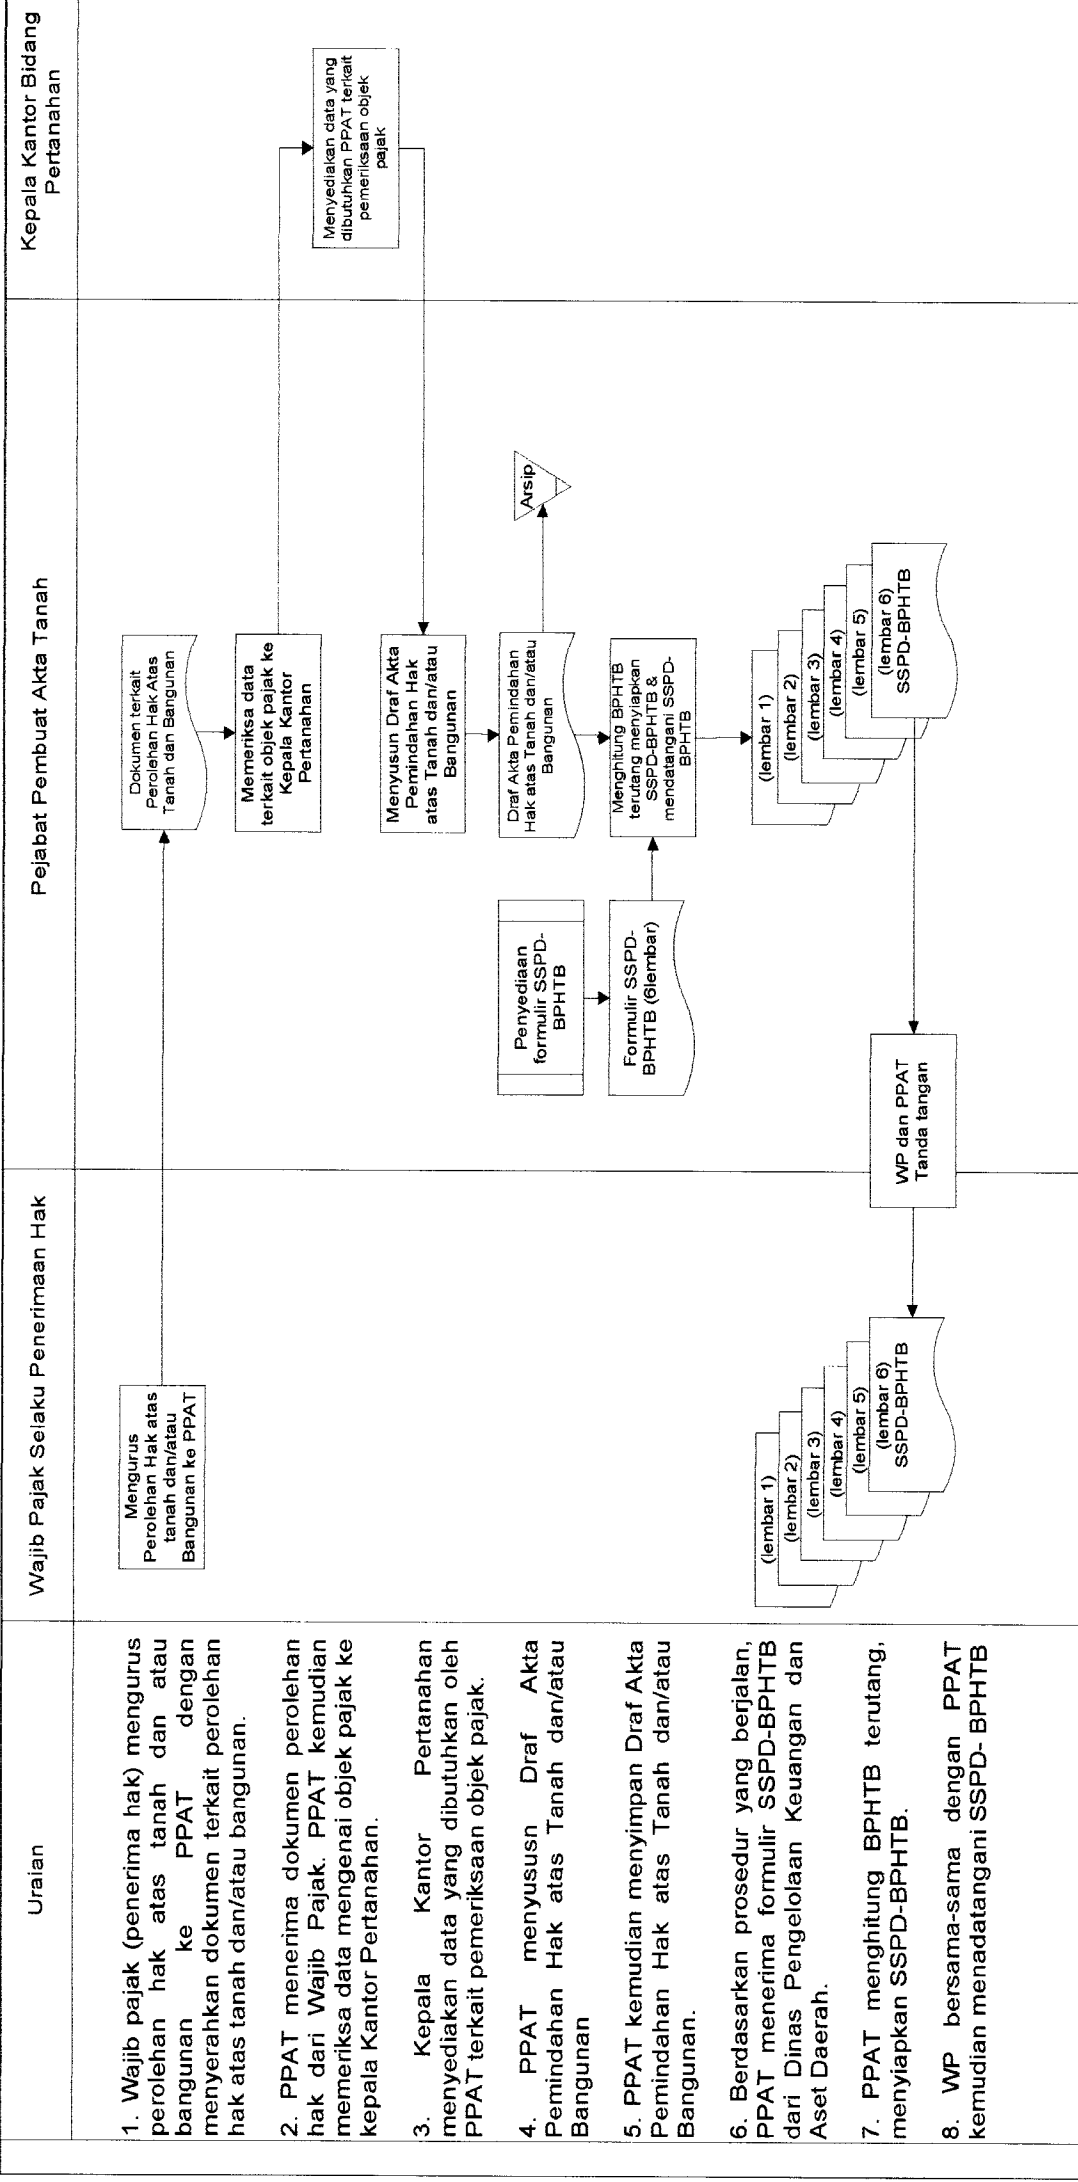 Uraian
Wajib Pajak Selaku Penerimaan Hak
Pejabat Pembuat Akta Tanah
Kepala Kantor Bidang
Pertanahan
1. Wajib pajak (penerima hak) mengurus
perolehan hak atas tanah dan atau
bangunan ke PPAT dengan
menyerahkan dokumen terkait perolehan
hak atas tanah dan/atau bangunan.
2. PPAT menerima dokumen perolehan
hak dari Wajib Pajak. PPAT kemudian
memeriksa data mengenai objek pajak ke
kepala Kantor Pertanahan.
3. Kepala Kantor Pertanahan
menyediakan data yang dibutuhkan oleh
PPAT terkait pemeriksaan objek pajak.
4. PPAT menyususn Draf Akta
Pemindahan Hak atas Tanah dan/atau
Bangunan
5. PPAT kemudian menyimpan Draf Akta
Pemindahan Hak atas Tanah dan/atau
Bangunan.
6. Berdasarkan prosedur yang berjalan,
PPAT menerima formulir SSPD-BPHTB
dari Dinas Pengelolaan Keuangan dan
Aset Daerah.
7. PPAT menghitung BPHTB terutang,
menyiapkan SSPD-BPHTB.
8. WP bersama-sama dengan PPAT
kemudian menadatangani SSPD- BPHTB
Mengurus
Perolehan Hak atas
tanah dan/atau
Bangunan ke PPAT
(lembar 1)
(lembar 2)
(lembar 3)
(lembar 4)
(lembar 5)
(lembar 6)
SSPD-BPHTB
Dokumen terkait
Perolehan Hak Atas
Tanah dan Bangunan
Memeriksa data
terkait objek pajak ke
Kepala Kantor
Pertanahan
Menyusun Draf Akta
Pemindahan Hak
atas Tanah dan/atau
Bangunan
Draf Akta Pemindahan
Hak atas Tanah dan/atau
Bangunan
Arsip
Penyediaan
formulir SSPD-
BPHTB
Formulir SSPD-
BPHTB (6lembar)
Menghitung BPHTB
terutang menyiapkan
SSPD-BPHTB &
mendatangani SSPD-
BPHTB
(lembar 1)
(lembar 2)
(lembar 3)
(lembar 4)
(lembar 5)
(lembar 6)
SSPD-BPHTB
WP dan PPAT
Tanda tangan
Menyediakan data yang
dibutuhkan PPAT terkait
pemeriksaan objek
pajak